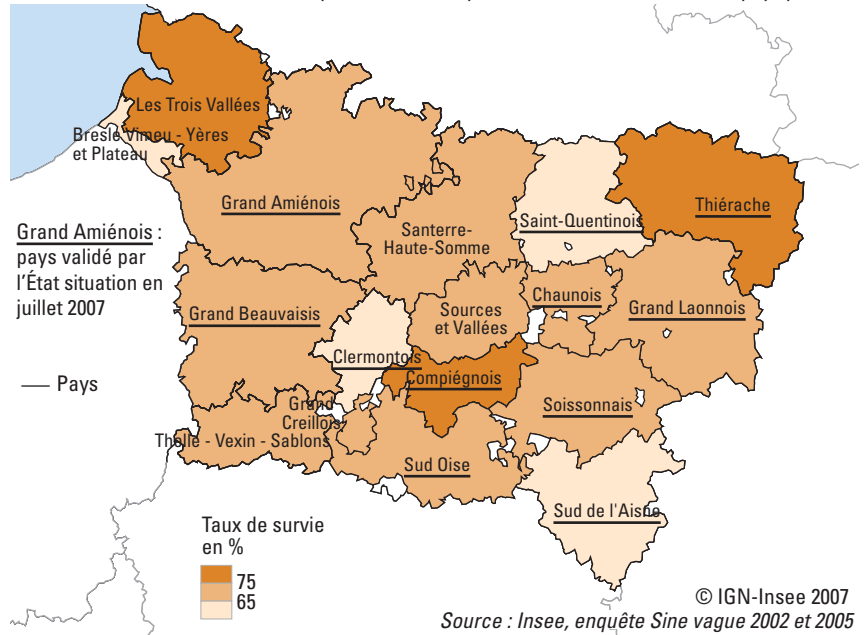 Les Trois Vallées
Bresle Vimeu - Yères
et Plateau
Grand Amiénois
Saint-Quentinois
Thiérache
Grand Amiénois :
pays validé par
l'État situation en
juillet 2007
Santerre-
Haute-Somme
Chaunois
Grand Laonnois
Grand Beauvaisis
Sources
et Vallées
Clermontois
Compiégnois
Pays
Soissonnais
Grand
Creillois
Thelle - Vexin - Sablons
Sud Oise
Sud de l'Aisne
Taux de survie
en %
75
65
© IGN-Insee 2007
Source : Insee, enquête Sine vague 2002 et 2005